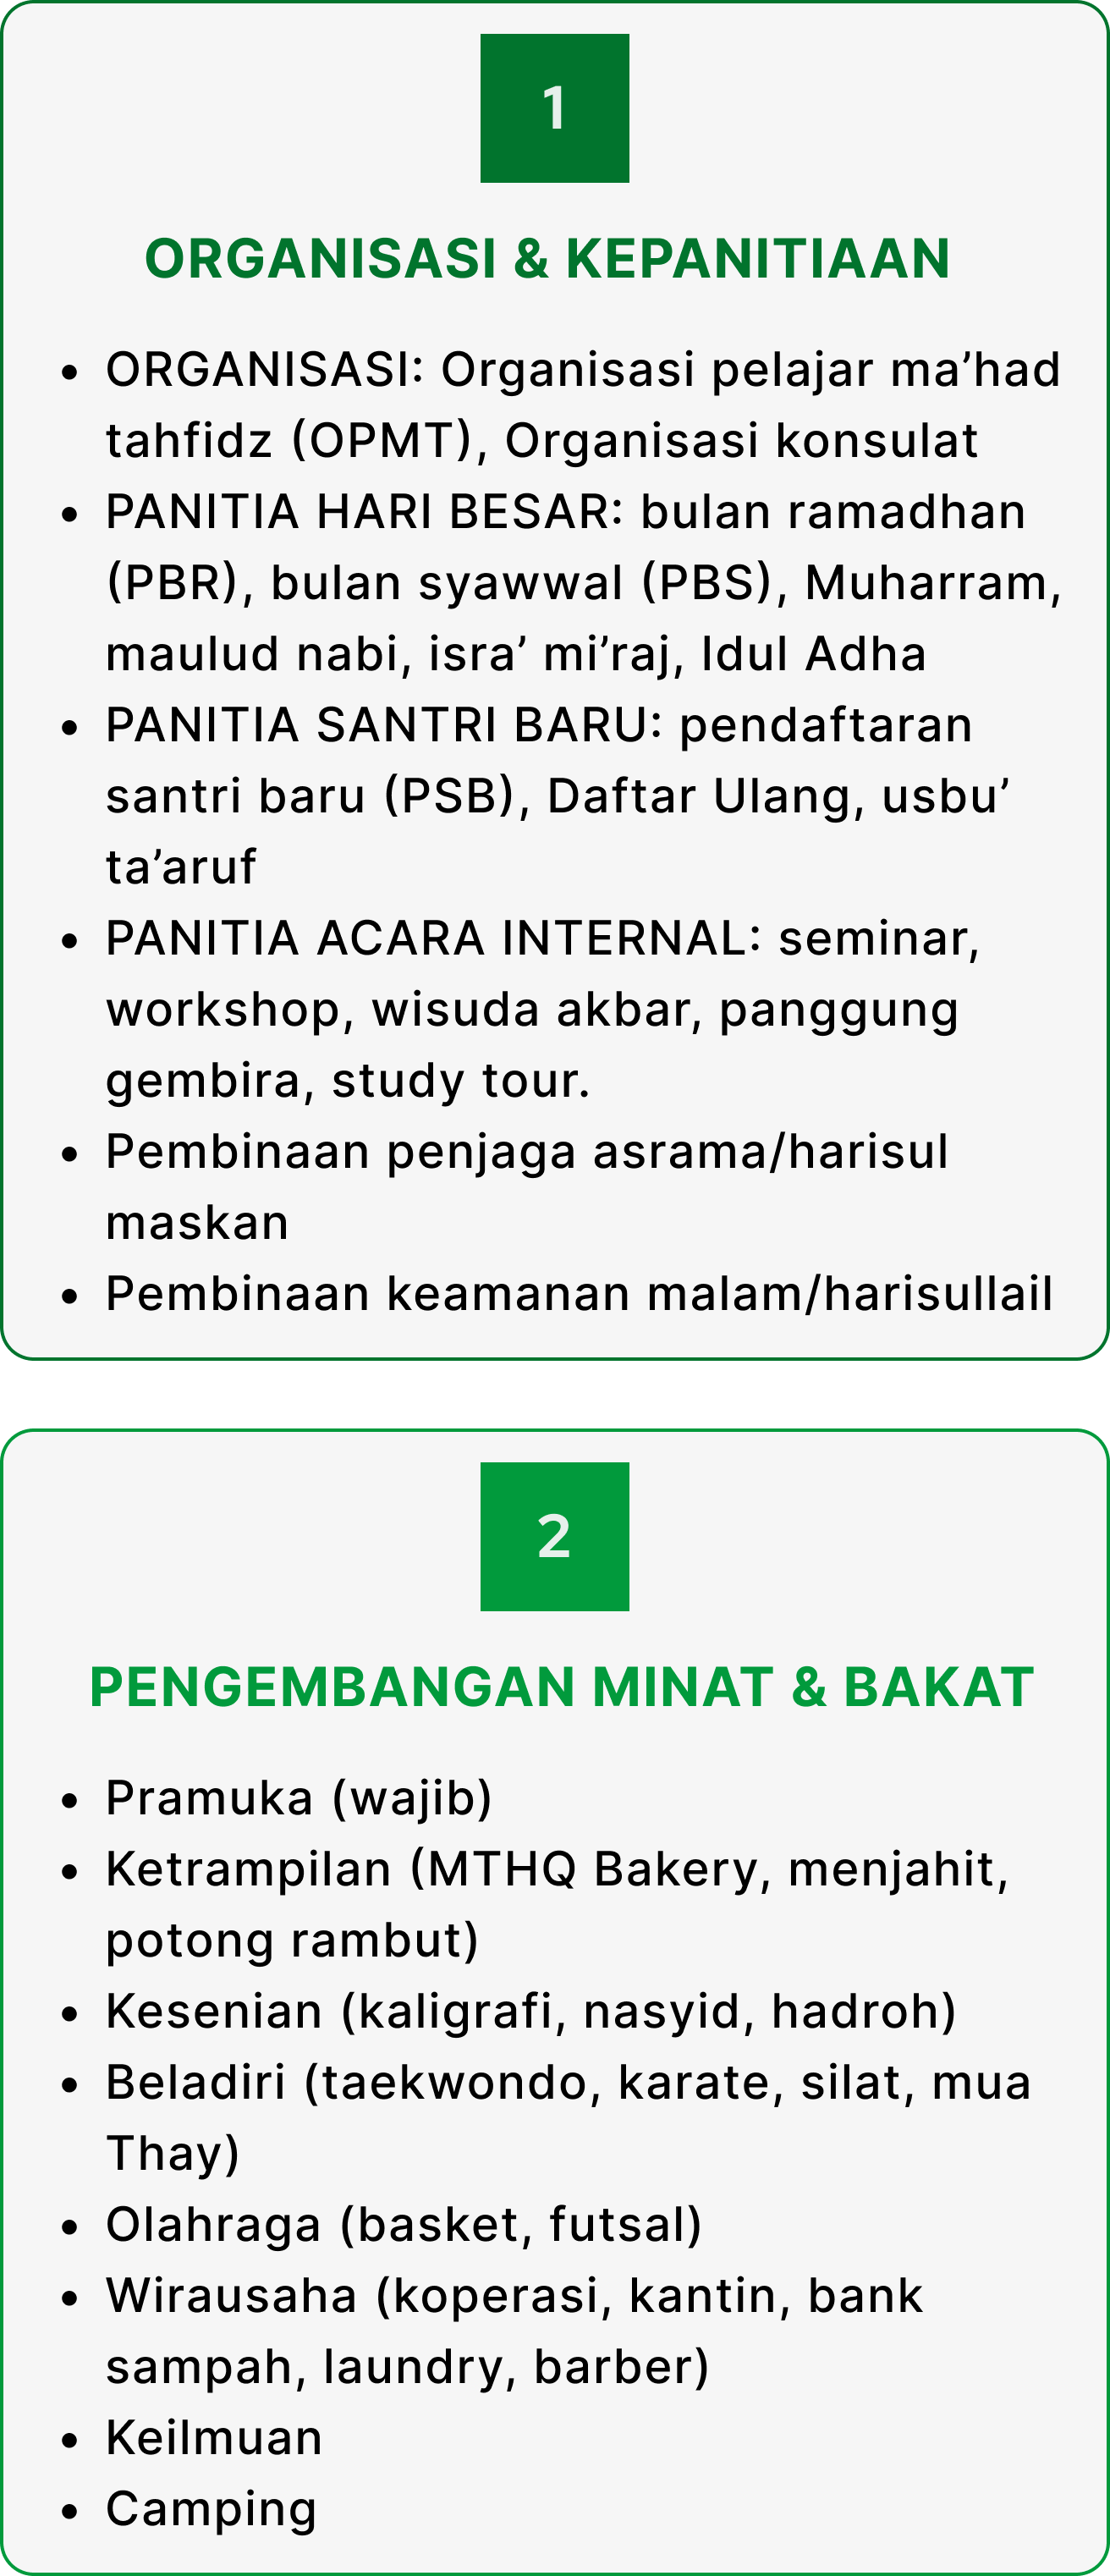 1
ORGANISASI & KEPANITIAAN
• ORGANISASI: Organisasi pelajar ma’had
tahfidz (OPMT), Organisasi konsulat
• PANITIA HARI BESAR: bulan ramadhan
(PBR), bulan syawwal (PBS), Muharram,
maulud nabi, isra’ mi’raj, Idul Adha
• PANITIA SANTRI BARU: pendaftaran
santri baru (PSB), Daftar Ulang, usbu’
ta’aruf
• PANITIA ACARA INTERNAL: seminar,
workshop, wisuda akbar, panggung
gembira, study tour.
• Pembinaan penjaga asrama/harisul
maskan
• Pembinaan keamanan malam/harisullail
2
PENGEMBANGAN MINAT & BAKAT
• Pramuka (wajib)
• Ketrampilan (MTHQ Bakery, menjahit,
potong rambut)
• Kesenian (kaligrafi, nasyid, hadroh)
• Beladiri (taekwondo, karate, silat, mua
Thay)
• Olahraga (basket, futsal)
• Wirausaha (koperasi, kantin, bank
sampah, laundry, barber)
• Keilmuan
• Camping